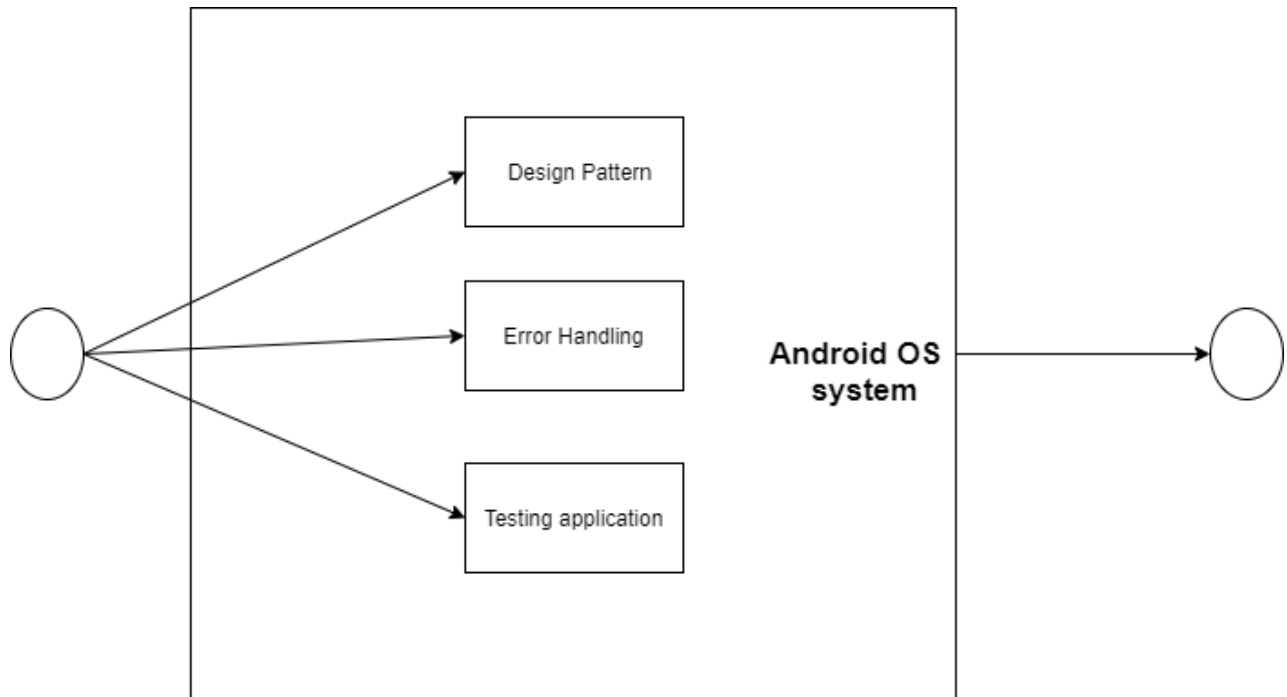 Design Pattern
Error Handling
Android OS
system
Testing application